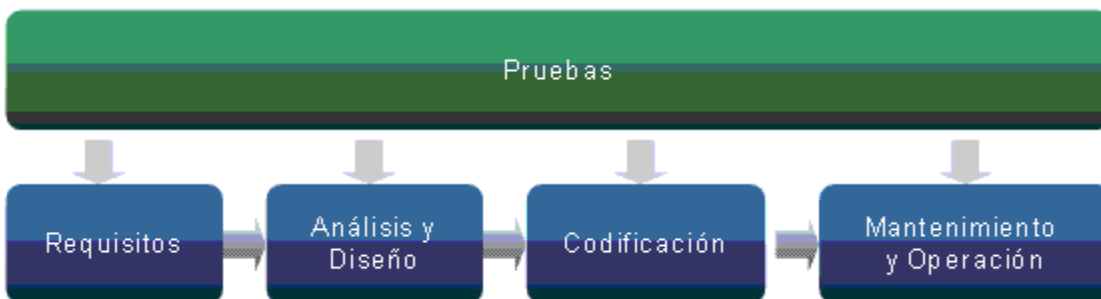 Pruebas
Requisitos
Análisis y
Diseño
Codificación
Mantenimiento
y Operación